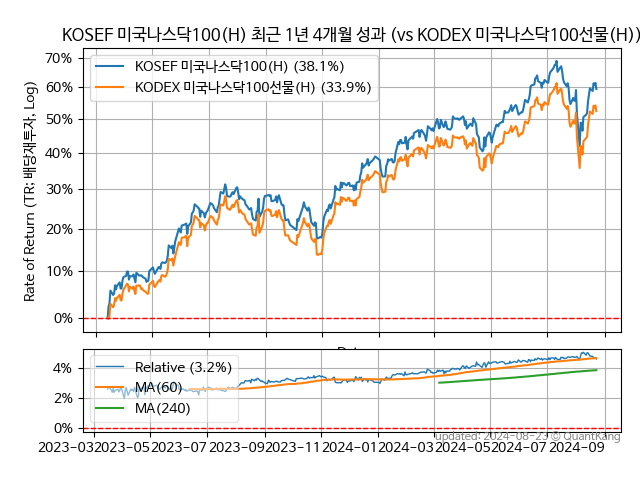 KOSEF 미국나스닥100(H) 최근 1년 4개월 성과 (vs KODEX 미국나스닥100선물(H))
KOSEF 미국나스닥100(H) (38.1%)
KODEX 미국나스닥100선물(H) (33.9%)
Rate of Return (TR: 배당재투자, Log)
70%
60%
50%
40%
30%
20%
10%
0%
Relative (3.2%)
MA(60)
MA(240)
4%
2%
0%
updated: 2024-08-23 © QuantKang
2023-03 2023-05 2023-07 2023-09 2023-11 2024-01 2024-03 2024-05 2024-07 2024-09